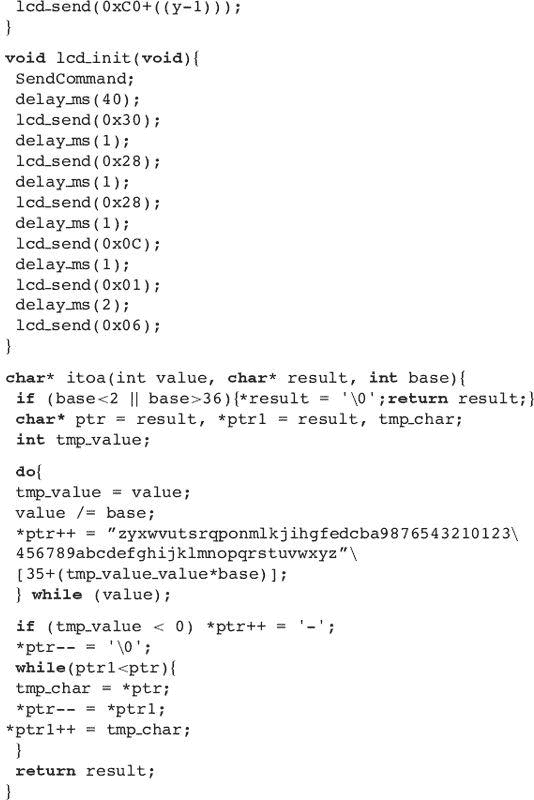 lcd_send(0xC0+((y-1)));
}
void lcd_init(void){
SendCommand;
delay_ms(40);
lcd_send(0x30);
delay_ms(1);
lcd_send(0x28);
delay_ms(1);
lcd_send(0x28);
delay_ms(1);
lcd_send(0x0C);
delay_ms(1);
lcd_send(0x01);
delay_ms(2);
lcd_send(0x06);
}
char* itoa(int value, char* result, int base){
if (base<2 || base>36){*result = '\0';return result;}
char* ptr = result, *ptr1 = result, tmp_char;
int tmp_value;
do{
tmp_value = value;
value /= base;
*ptr++ = ”zyxwvutsrqponmlkjihgfedcba9876543210123\
456789abcdefghijklmnopqrstuvwxyz”\
[35+(tmp_value_value*base)];
} while (value);
if (tmp_value < 0) *ptr++ = '-';
*ptr-- = '\0';
while(ptr1<ptr){
tmp_char = *ptr;
*ptr-- = *ptr1;
*ptr1++ = tmp_char;
}
return result;
}